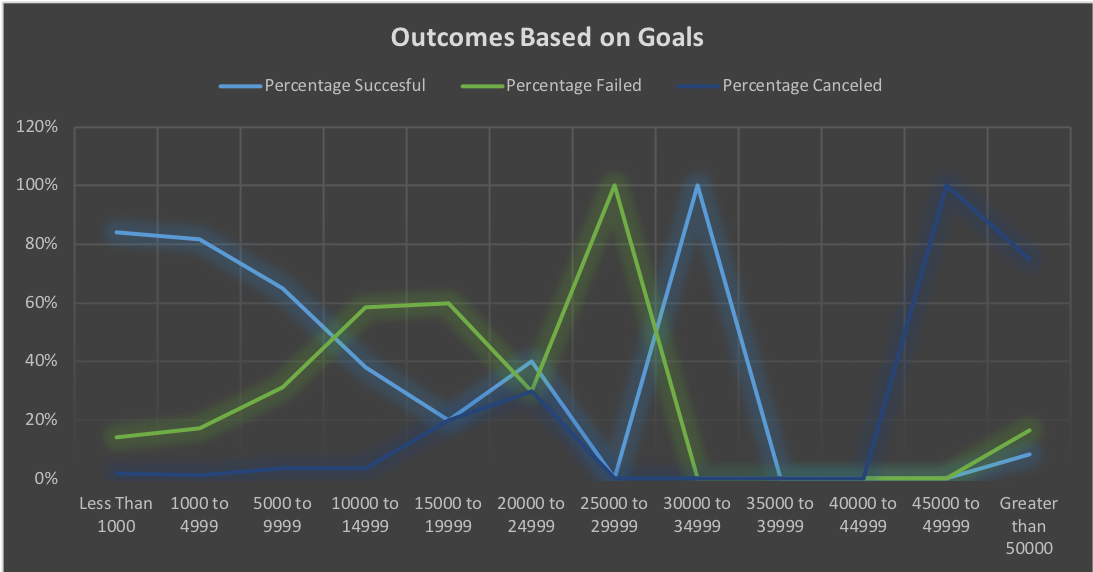 Outcomes Based on Goals
Percentage Succesful
Percentage Failed
Percentage Canceled
120%
100%
80%
60%
40%
20%
0%
Less Than
1000
1000 to
4999
5000 to
9999
10000 to
14999
15000 to
19999
20000 to
24999
25000 to
29999
30000 to
34999
35000 to
39999
40000 to
44999
45000 to
49999
Greater
than
50000